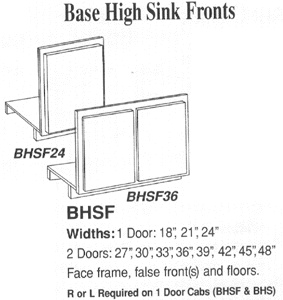 Base High Sink Fronts
BHSF24
BHSF36
BHSF
Widths: 1 Door: 18", 21", 24"
2 Doors: 27", 30", 33", 36", 39", 42", 45", 48"
Face frame, false front(s) and floors.
R or L Required on 1 Door Cabs (BHSF & BHS)